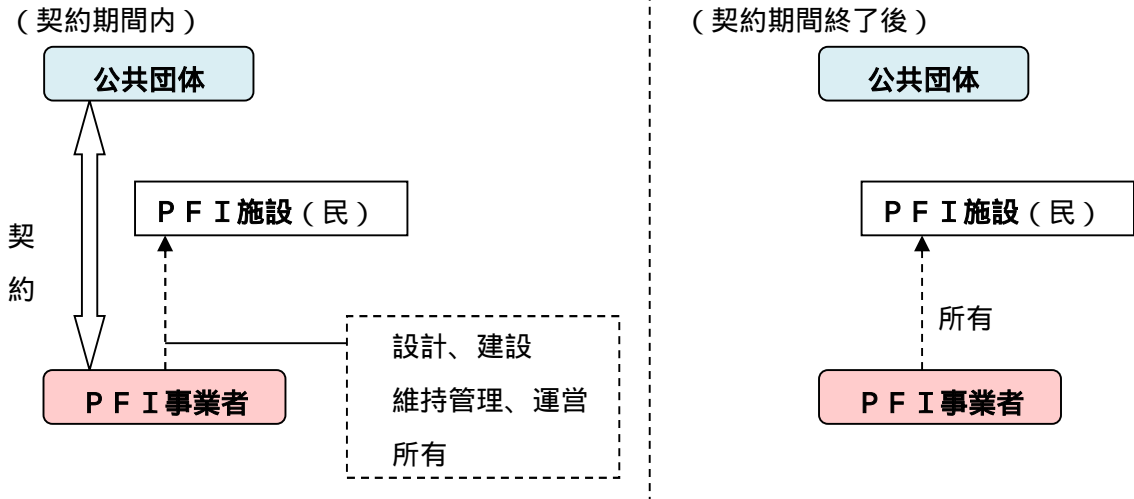 （契約期間内）
公共団体
契
約
ＰＦＩ施設（民）
設計、建設
維持管理、運営
所有
ＰＦＩ事業者
（契約期間終了後）
公共団体
ＰＦＩ施設（民）
所有
ＰＦＩ事業者